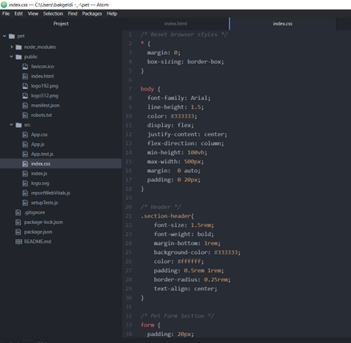 index.css — C:\Users\bakgeldi -_-\pet — Atom
File Edit View Selection Find Packages Help
Project
index.html
index.css
pet
node_modules
public
favicon.ico
index.html
logo192.png
logo512.png
manifest.json
robots.txt
src
App.css
App.js
App.test.js
index.css
index.js
logo.svg
reportWebVitals.js
setupTests.js
.gitignore
package-lock.json
package.json
README.md
1 /* Reset browser styles */
2 * {
3 margin: 0;
4 box-sizing: border-box;
5 }
6
7 body {
8 font-family: Arial;
9 line-height: 1.5;
10 color: #333333;
11 display: flex;
12 justify-content: center;
13 flex-direction: column;
14 min-height: 100vh;
15 max-width: 500px;
16 margin: 0 auto;
17 padding: 0 20px;
18 }
19
20 /* Header */
21 .section-header{
22 font-size: 1.5rem;
23 font-weight: bold;
24 margin-bottom: 1rem;
25 background-color: #333333;
26 color: #ffffff;
27 padding: 0.5rem 1rem;
28 border-radius: 0.25rem;
29 text-align: center;
30 }
31
32 /* Pet Form Section */
33 form {
34 padding: 20px;